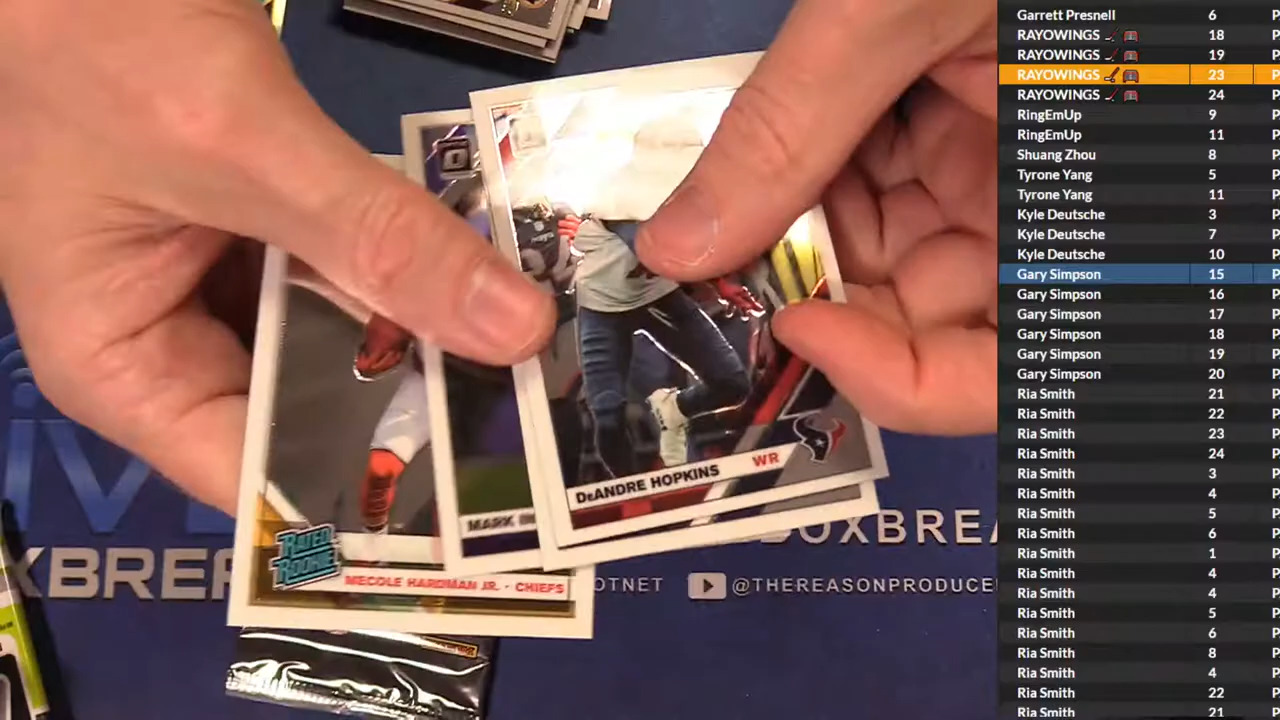 DEANDRE HOPKINS WR
MARK
RATED
ROOKIE
MECOLE HARDMAN JR. - CHIEFS
@THEREASONPRODUCE
Garrett Presnell 6 P
RAYOWINGS 18 P
RAYOWINGS 19 P
RAYOWINGS 23 P
RAYOWINGS 24 P
RingEmUp 9 P
RingEmUp 11 P
Shuang Zhou 8 P
Tyrone Yang 5 P
Tyrone Yang 11 P
Kyle Deutsche 3 P
Kyle Deutsche 7 P
Kyle Deutsche 10 P
Gary Simpson 15 P
Gary Simpson 16 P
Gary Simpson 17 P
Gary Simpson 18 P
Gary Simpson 19 P
Gary Simpson 20 P
Ria Smith 21 P
Ria Smith 22 P
Ria Smith 23 P
Ria Smith 24 P
Ria Smith 3 P
Ria Smith 4 P
Ria Smith 5 P
Ria Smith 6 P
Ria Smith 1 P
Ria Smith 4 P
Ria Smith 4 P
Ria Smith 5 P
Ria Smith 6 P
Ria Smith 8 P
Ria Smith 4 P
Ria Smith 22 P
Ria Smith 21 P